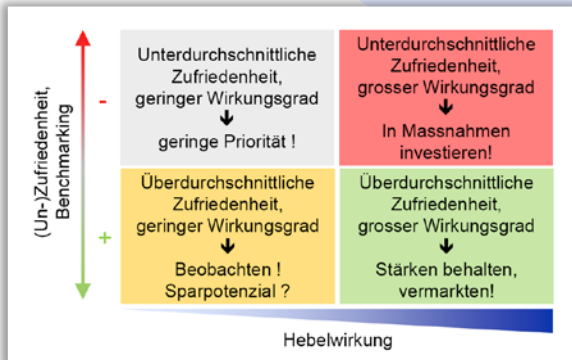 (Un-)Zufriedenheit,
Benchmarking
-
+
Unterdurchschnittliche
Zufriedenheit,
geringer Wirkungsgrad
↓
geringe Priorität !
Unterdurchschnittliche
Zufriedenheit,
grosser Wirkungsgrad
↓
In Massnahmen
investieren!
Überdurchschnittliche
Zufriedenheit,
geringer Wirkungsgrad
↓
Beobachten !
Sparpotenzial ?
Überdurchschnittliche
Zufriedenheit,
grosser Wirkungsgrad
↓
Stärken behalten,
vermarkten!
Hebelwirkung